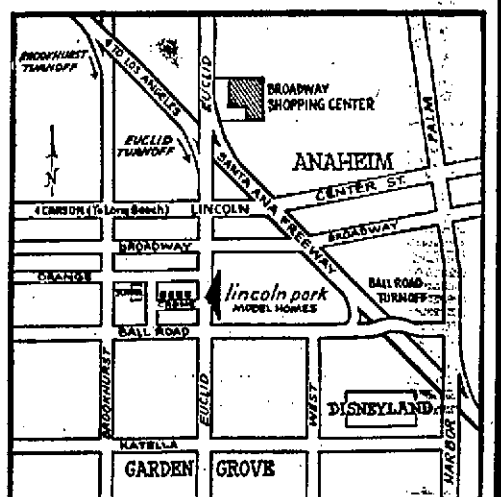 BROOKHURST
TURNOFF
TO LOS ANGELES
EUCLID
BROADWAY
SHOPPING CENTER
PALM
EUCLID
TURNOFF
N
ANAHEIM
CENTER ST.
SANTA ANA FREEWAY
CARSON (To Long Beach) LINCOLN
BROADWAY
BROADWAY
ORANGE
BALL ROAD
TURNOFF
lincoln park
MODEL HOMES
BALL ROAD
BROOKHURST
EUCLID
WEST
DISNEYLAND
HARBOR
KATELLA
GARDEN GROVE